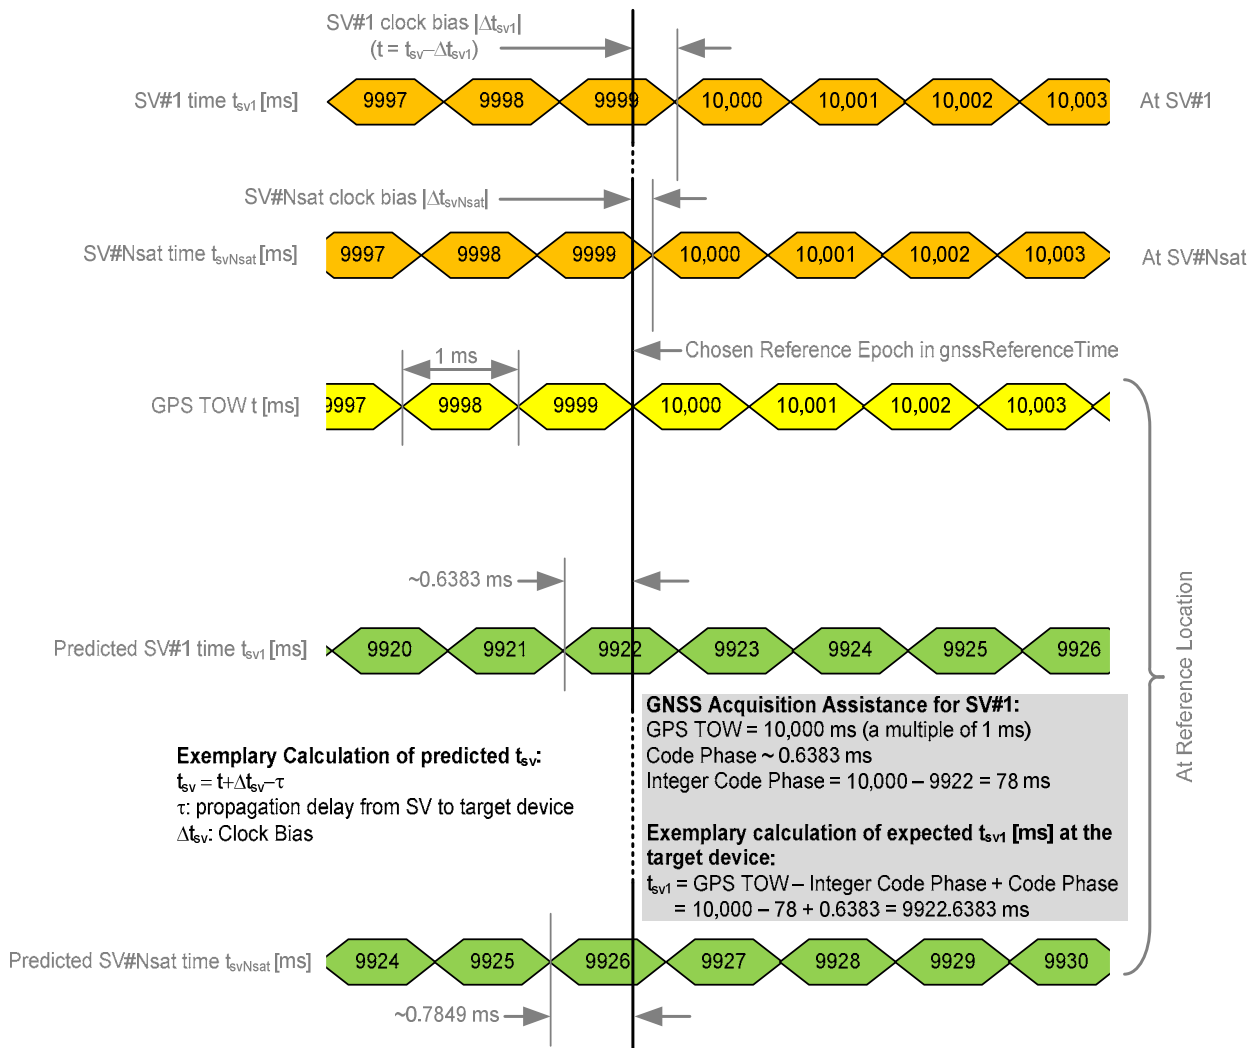 SV#1 clock bias |Δtsv1|
(t = tsv–Δtsv1)
SV#1 time tsv1 [ms]
9997 9998 9999 10,000 10,001 10,002 10,003
At SV#1
SV#Nsat clock bias |ΔtsvNsat|
SV#Nsat time tsvNsat [ms]
9997 9998 9999 10,000 10,001 10,002 10,003
At SV#Nsat
Chosen Reference Epoch in gnssReferenceTime
1 ms
GPS TOW t [ms]
9997 9998 9999 10,000 10,001 10,002 10,003
~0.6383 ms
Predicted SV#1 time tsv1 [ms]
9920 9921 9922 9923 9924 9925 9926
At Reference Location
Exemplary Calculation of predicted tsv:
tsv = t+Δtsv–τ
τ: propagation delay from SV to target device
Δtsv: Clock Bias
GNSS Acquisition Assistance for SV#1:
GPS TOW = 10,000 ms (a multiple of 1 ms)
Code Phase ~ 0.6383 ms
Integer Code Phase = 10,000 – 9922 = 78 ms
Exemplary calculation of expected tsv1 [ms] at the
target device:
tsv1 = GPS TOW – Integer Code Phase + Code Phase
= 10,000 – 78 + 0.6383 = 9922.6383 ms
Predicted SV#Nsat time tsvNsat [ms]
9924 9925 9926 9927 9928 9929 9930
~0.7849 ms